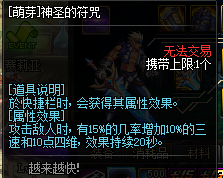 [萌芽]神圣的符咒
EVENT
无法交易
携带上限1个
[道具说明]
於快捷栏时，会获得其属性效果。
[属性效果]
攻击敌人时，有15%的几率增加10%的三
速和10点四维，效果持续20秒。
越来越快！